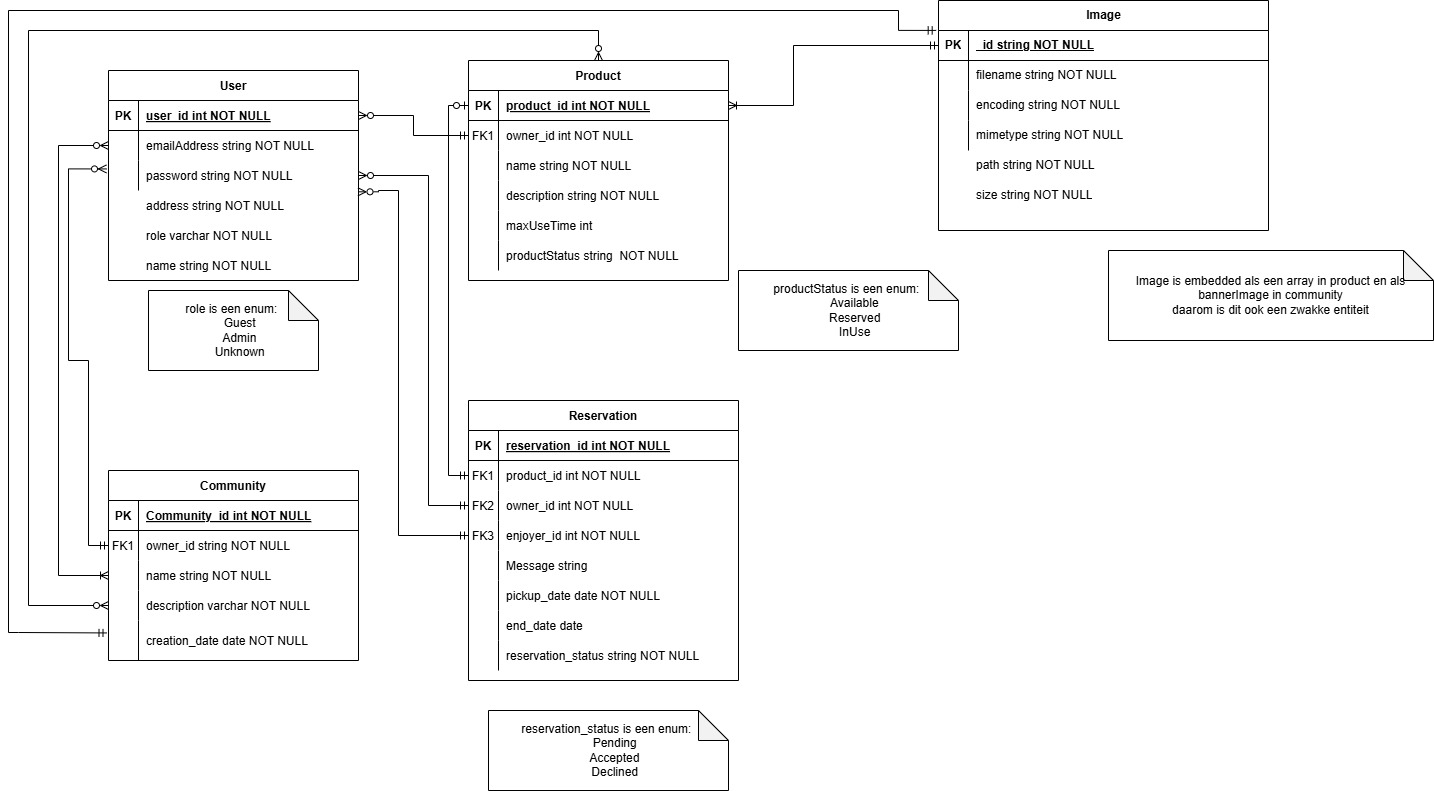 Image
PK _id string NOT NULL
filename string NOT NULL
encoding string NOT NULL
mimetype string NOT NULL
path string NOT NULL
size string NOT NULL
User
PK user_id int NOT NULL
emailAddress string NOT NULL
password string NOT NULL
address string NOT NULL
role varchar NOT NULL
name string NOT NULL
Product
PK product_id int NOT NULL
FK1 owner_id int NOT NULL
name string NOT NULL
description string NOT NULL
maxUseTime int
productStatus string NOT NULL
Image is embedded als een array in product en als
bannerImage in community
daarom is dit ook een zwakke entiteit
productStatus is een enum:
Available
Reserved
InUse
role is een enum:
Guest
Admin
Unknown
Reservation
PK reservation_id int NOT NULL
FK1 product_id int NOT NULL
FK2 owner_id int NOT NULL
FK3 enjoyer_id int NOT NULL
Message string
pickup_date date NOT NULL
end_date date
reservation_status string NOT NULL
Community
PK Community_id int NOT NULL
FK1 owner_id string NOT NULL
name string NOT NULL
description varchar NOT NULL
creation_date date NOT NULL
reservation_status is een enum:
Pending
Accepted
Declined